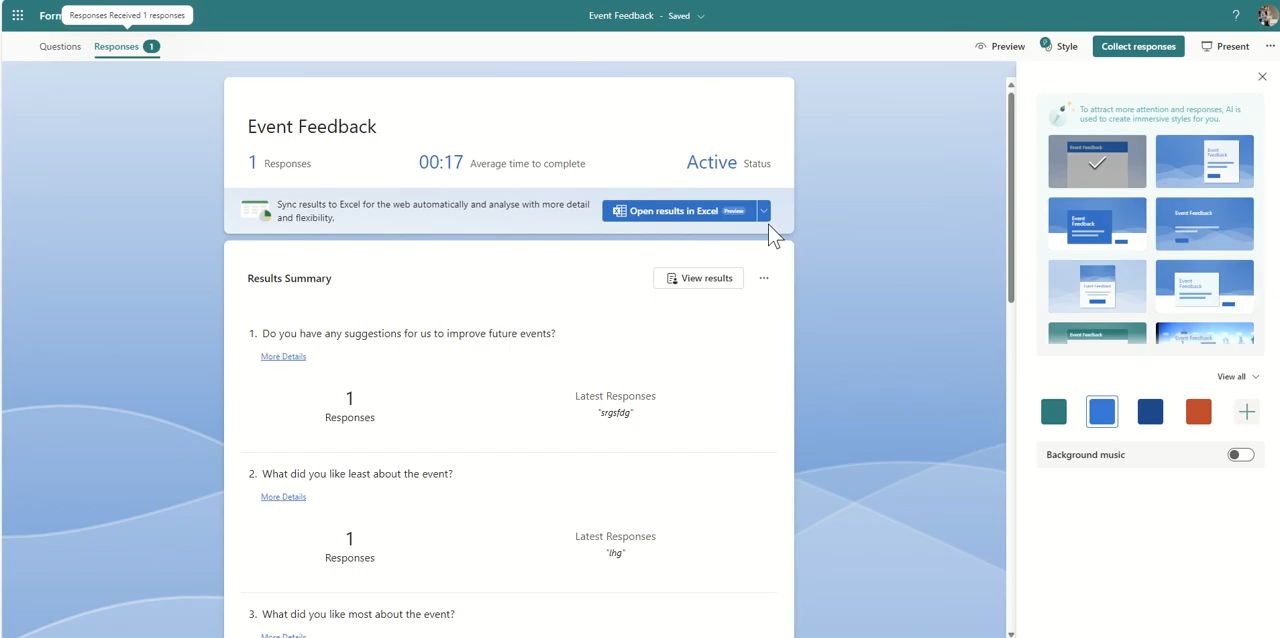 Form
Responses Received 1 responses
Event Feedback - Saved
?
Questions
Responses 1
Preview
Style
Collect responses
Present
Event Feedback
1 Responses
00:17 Average time to complete
Active Status
Sync results to Excel for the web automatically and analyse with more detail
and flexibility.
Open results in Excel Preview
Results Summary
View results
1. Do you have any suggestions for us to improve future events?
More Details
1
Responses
Latest Responses
"srgsfdg"
2. What did you like least about the event?
More Details
1
Responses
Latest Responses
"lhg"
3. What did you like most about the event?
More Details
To attract more attention and responses, AI is
used to create immersive styles for you.
Event Feedback
Event
Feedback
Event
Feedback
Event Feedback
Event Feedback
Event
Feedback
Event Feedback
Event Feedback
View all
Background music